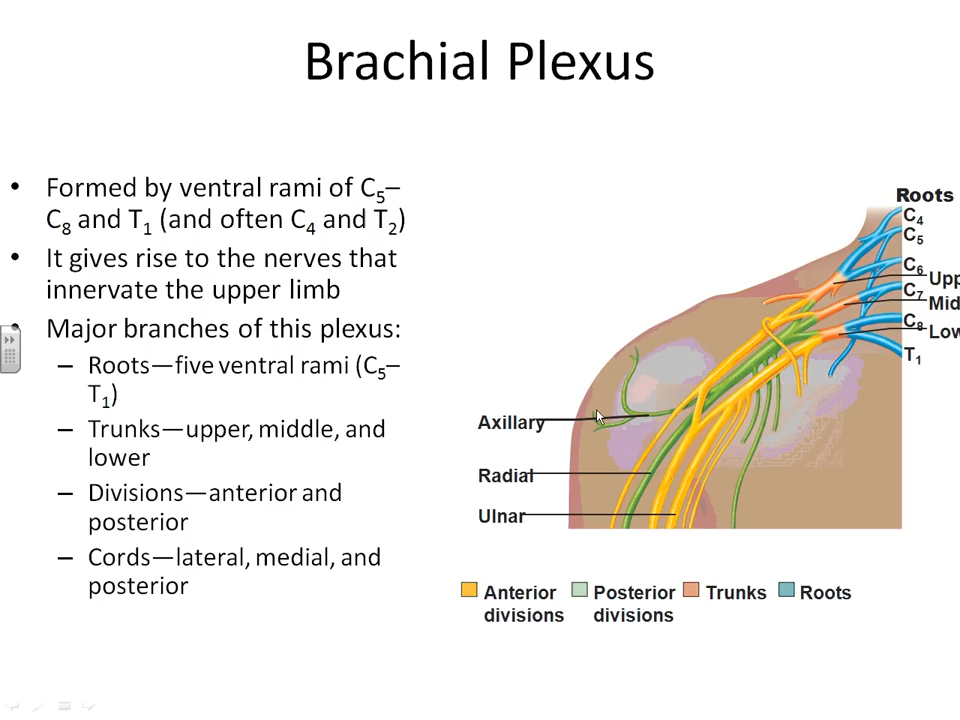 Brachial Plexus
• Formed by ventral rami of C5–
C8 and T1 (and often C4 and T2)
• It gives rise to the nerves that
innervate the upper limb
• Major branches of this plexus:
– Roots—five ventral rami (C5–
T1)
– Trunks—upper, middle, and
lower
– Divisions—anterior and
posterior
– Cords—lateral, medial, and
posterior
Roots
C4
C5
C6
Upp
C7
Mid
C8
Low
T1
Axillary
Radial
Ulnar
Anterior
divisions
Posterior
divisions
Trunks
Roots